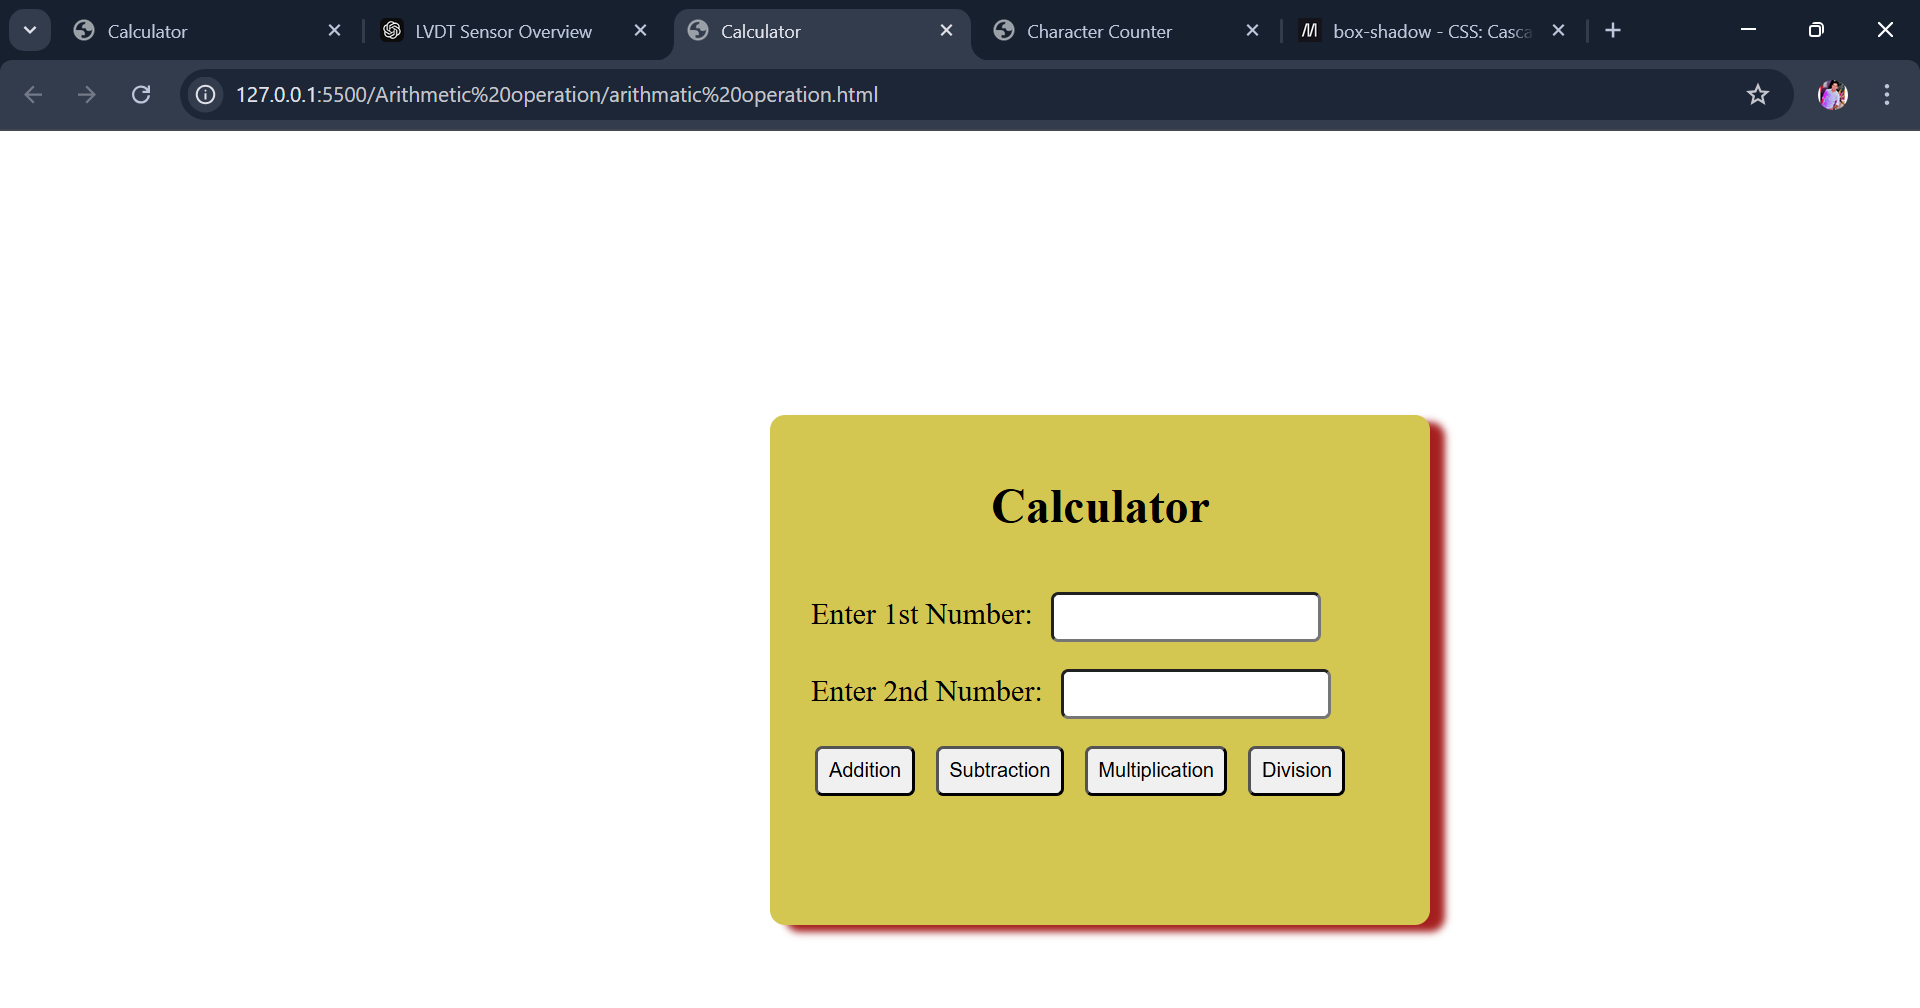 Calculator
LVDT Sensor Overview
Calculator
Character Counter
box-shadow - CSS: Casca
127.0.0.1:5500/Arithmetic%20operation/arithmatic%20operation.html
Calculator
Enter 1st Number:
Enter 2nd Number:
Addition Subtraction Multiplication Division